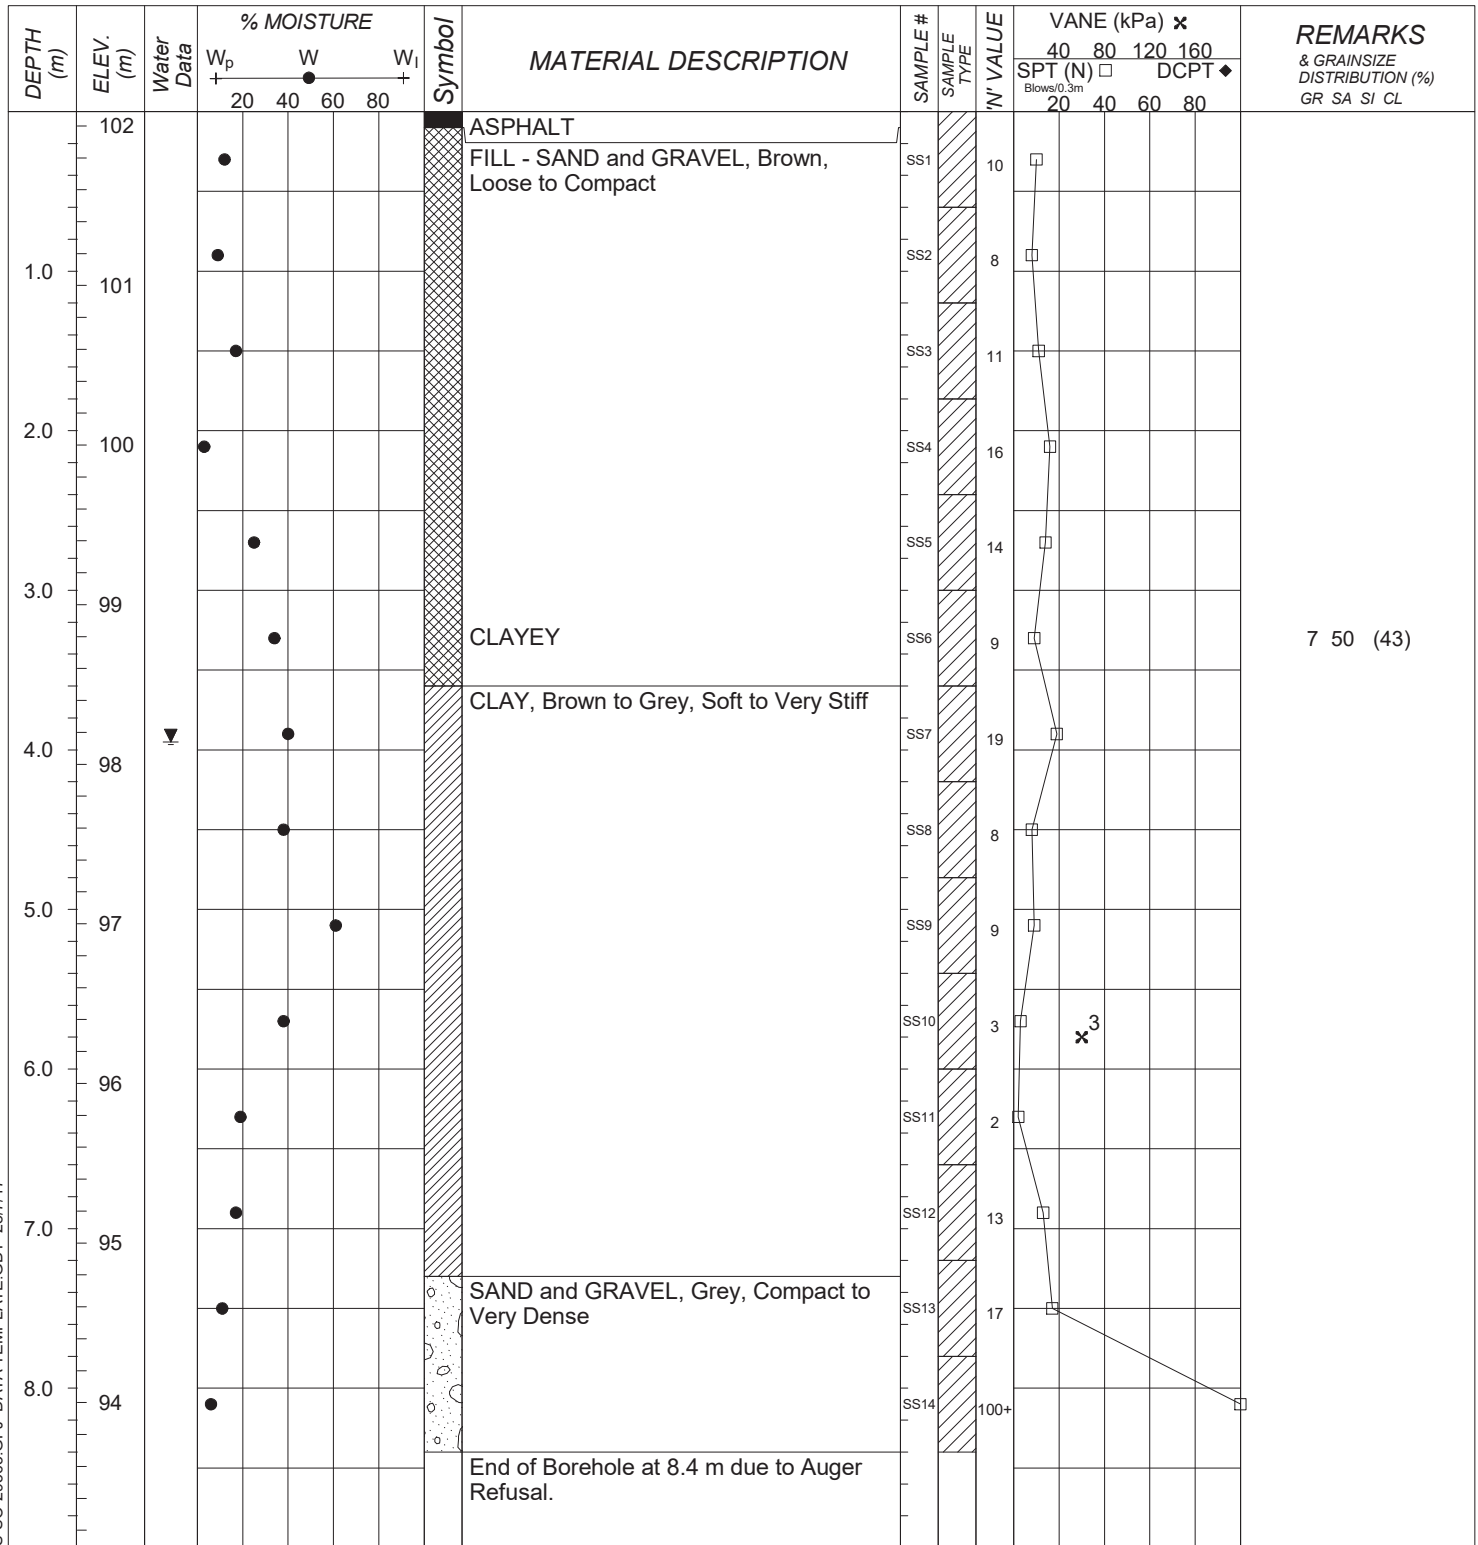 DEPTH (m)
ELEV. (m)
Water Data
% MOISTURE
Wp W Wl
20 40 60 80
Symbol
MATERIAL DESCRIPTION
SAMPLE #
SAMPLE TYPE
'N' VALUE
VANE (kPa)
40 80 120 160
SPT (N) DCPT
Blows/0.3m
20 40 60 80
REMARKS
& GRAINSIZE
DISTRIBUTION (%)
GR SA SI CL
102
ASPHALT
FILL - SAND and GRAVEL, Brown,
Loose to Compact
SS1 10
SS2 8
1.0
101
SS3 11
2.0
100
SS4 16
SS5 14
3.0
99
CLAYEY
SS6 9
7 50 (43)
CLAY, Brown to Grey, Soft to Very Stiff
SS7 19
4.0
98
SS8 8
5.0
97
SS9 9
SS10 3
3
6.0
96
SS11 2
SS12 13
7.0
95
SAND and GRAVEL, Grey, Compact to
Very Dense
SS13 17
8.0
94
SS14 100+
End of Borehole at 8.4 m due to Auger
Refusal.